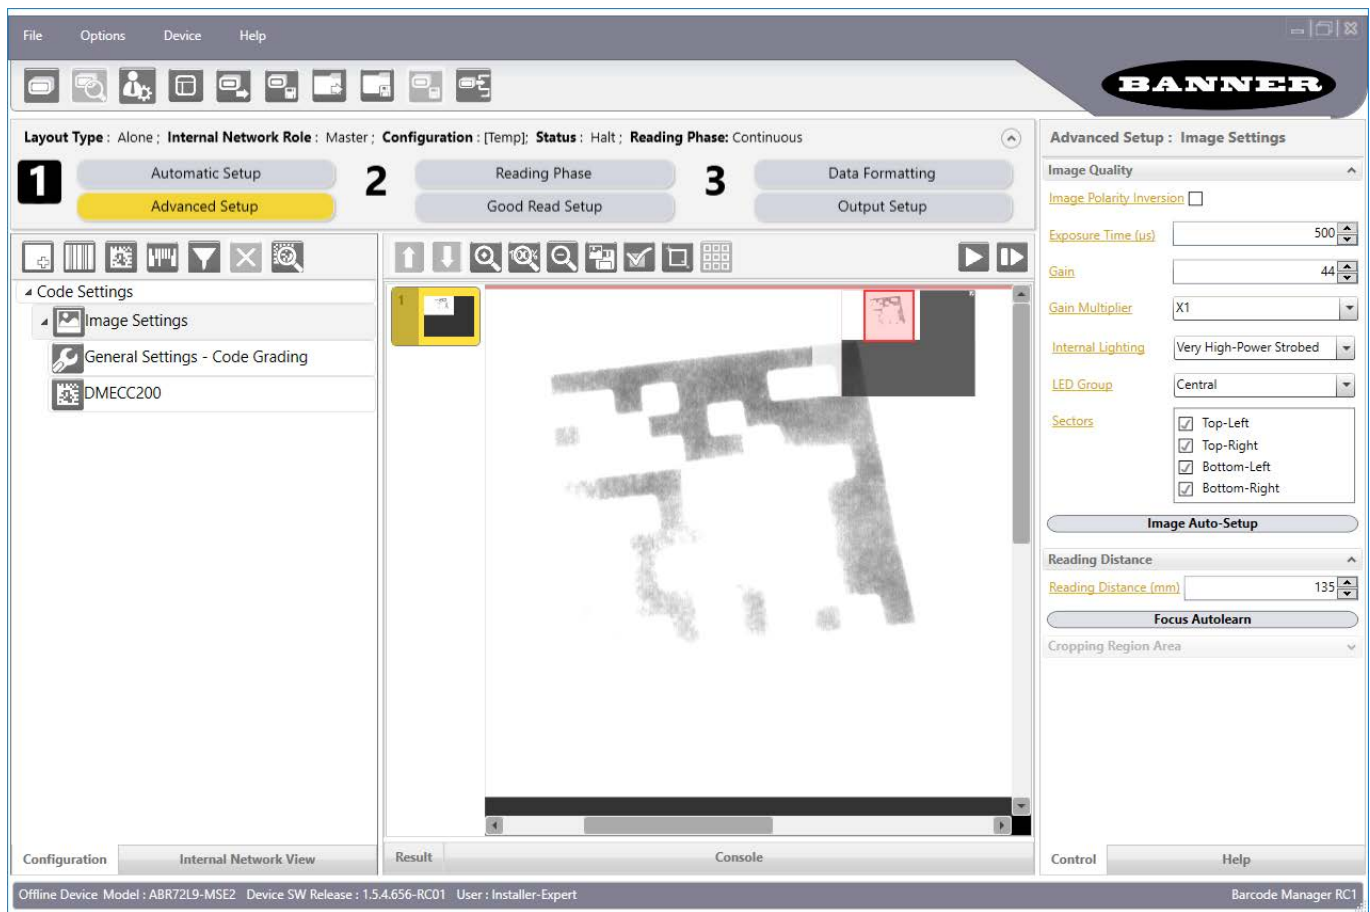 File Options Device Help
BANNER
Layout Type : Alone ; Internal Network Role : Master ; Configuration : [Temp]; Status : Halt ; Reading Phase: Continuous
1 Automatic Setup 2 Reading Phase 3 Data Formatting
Advanced Setup Good Read Setup Output Setup
100%
Code Settings
Image Settings
General Settings - Code Grading
DMECC200
1
Configuration Internal Network View
Result Console
Advanced Setup : Image Settings
Image Quality
Image Polarity Inversion
Exposure Time (µs) 500
Gain 44
Gain Multiplier X1
Internal Lighting Very High-Power Strobed
LED Group Central
Sectors Top-Left
Top-Right
Bottom-Left
Bottom-Right
Image Auto-Setup
Reading Distance
Reading Distance (mm) 135
Focus Autolearn
Cropping Region Area
Control Help
Offline Device Model : ABR72L9-MSE2 Device SW Release : 1.5.4.656-RC01 User : Installer-Expert Barcode Manager RC1